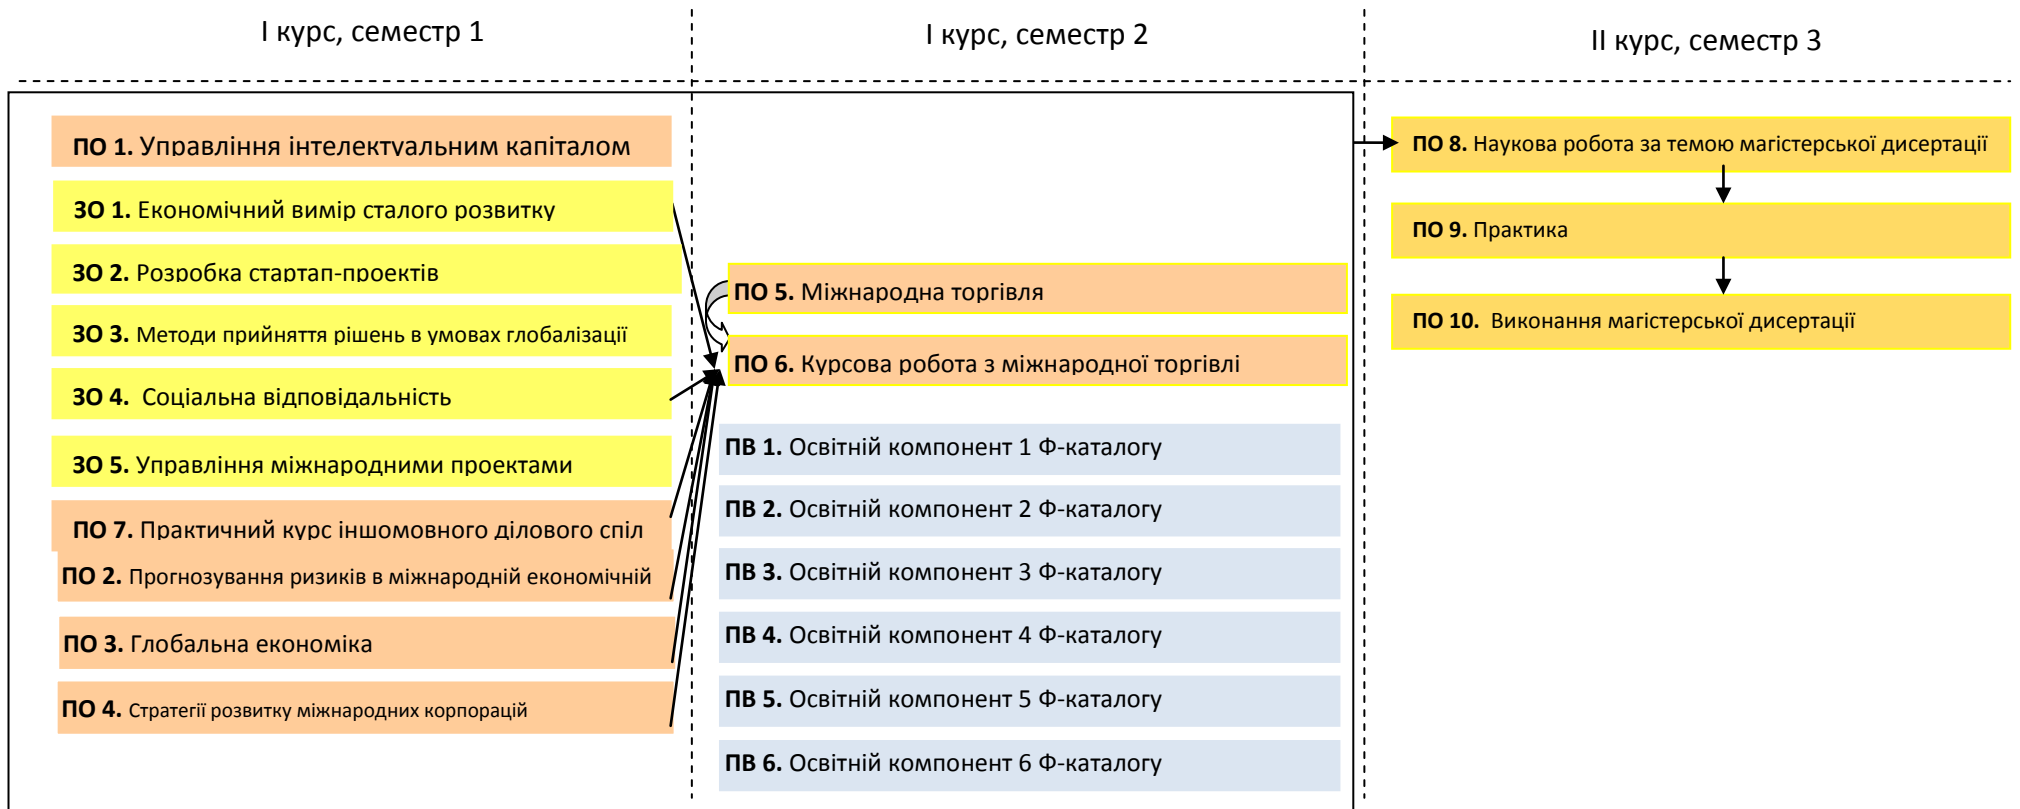 І курс, семестр 1
І курс, семестр 2
ІІ курс, семестр 3
ПО 1. Управління інтелектуальним капіталом
ЗО 1. Економічний вимір сталого розвитку
ЗО 2. Розробка стартап-проектів
ЗО 3. Методи прийняття рішень в умовах глобалізації
ЗО 4. Соціальна відповідальність
ЗО 5. Управління міжнародними проектами
ПО 7. Практичний курс іншомовного ділового спіл
ПО 2. Прогнозування ризиків в міжнародній економічній
ПО 3. Глобальна економіка
ПО 4. Стратегії розвитку міжнародних корпорацій
ПО 5. Міжнародна торгівля
ПО 6. Курсова робота з міжнародної торгівлі
ПВ 1. Освітній компонент 1 Ф-каталогу
ПВ 2. Освітній компонент 2 Ф-каталогу
ПВ 3. Освітній компонент 3 Ф-каталогу
ПВ 4. Освітній компонент 4 Ф-каталогу
ПВ 5. Освітній компонент 5 Ф-каталогу
ПВ 6. Освітній компонент 6 Ф-каталогу
ПО 8. Наукова робота за темою магістерської дисертації
ПО 9. Практика
ПО 10. Виконання магістерської дисертації